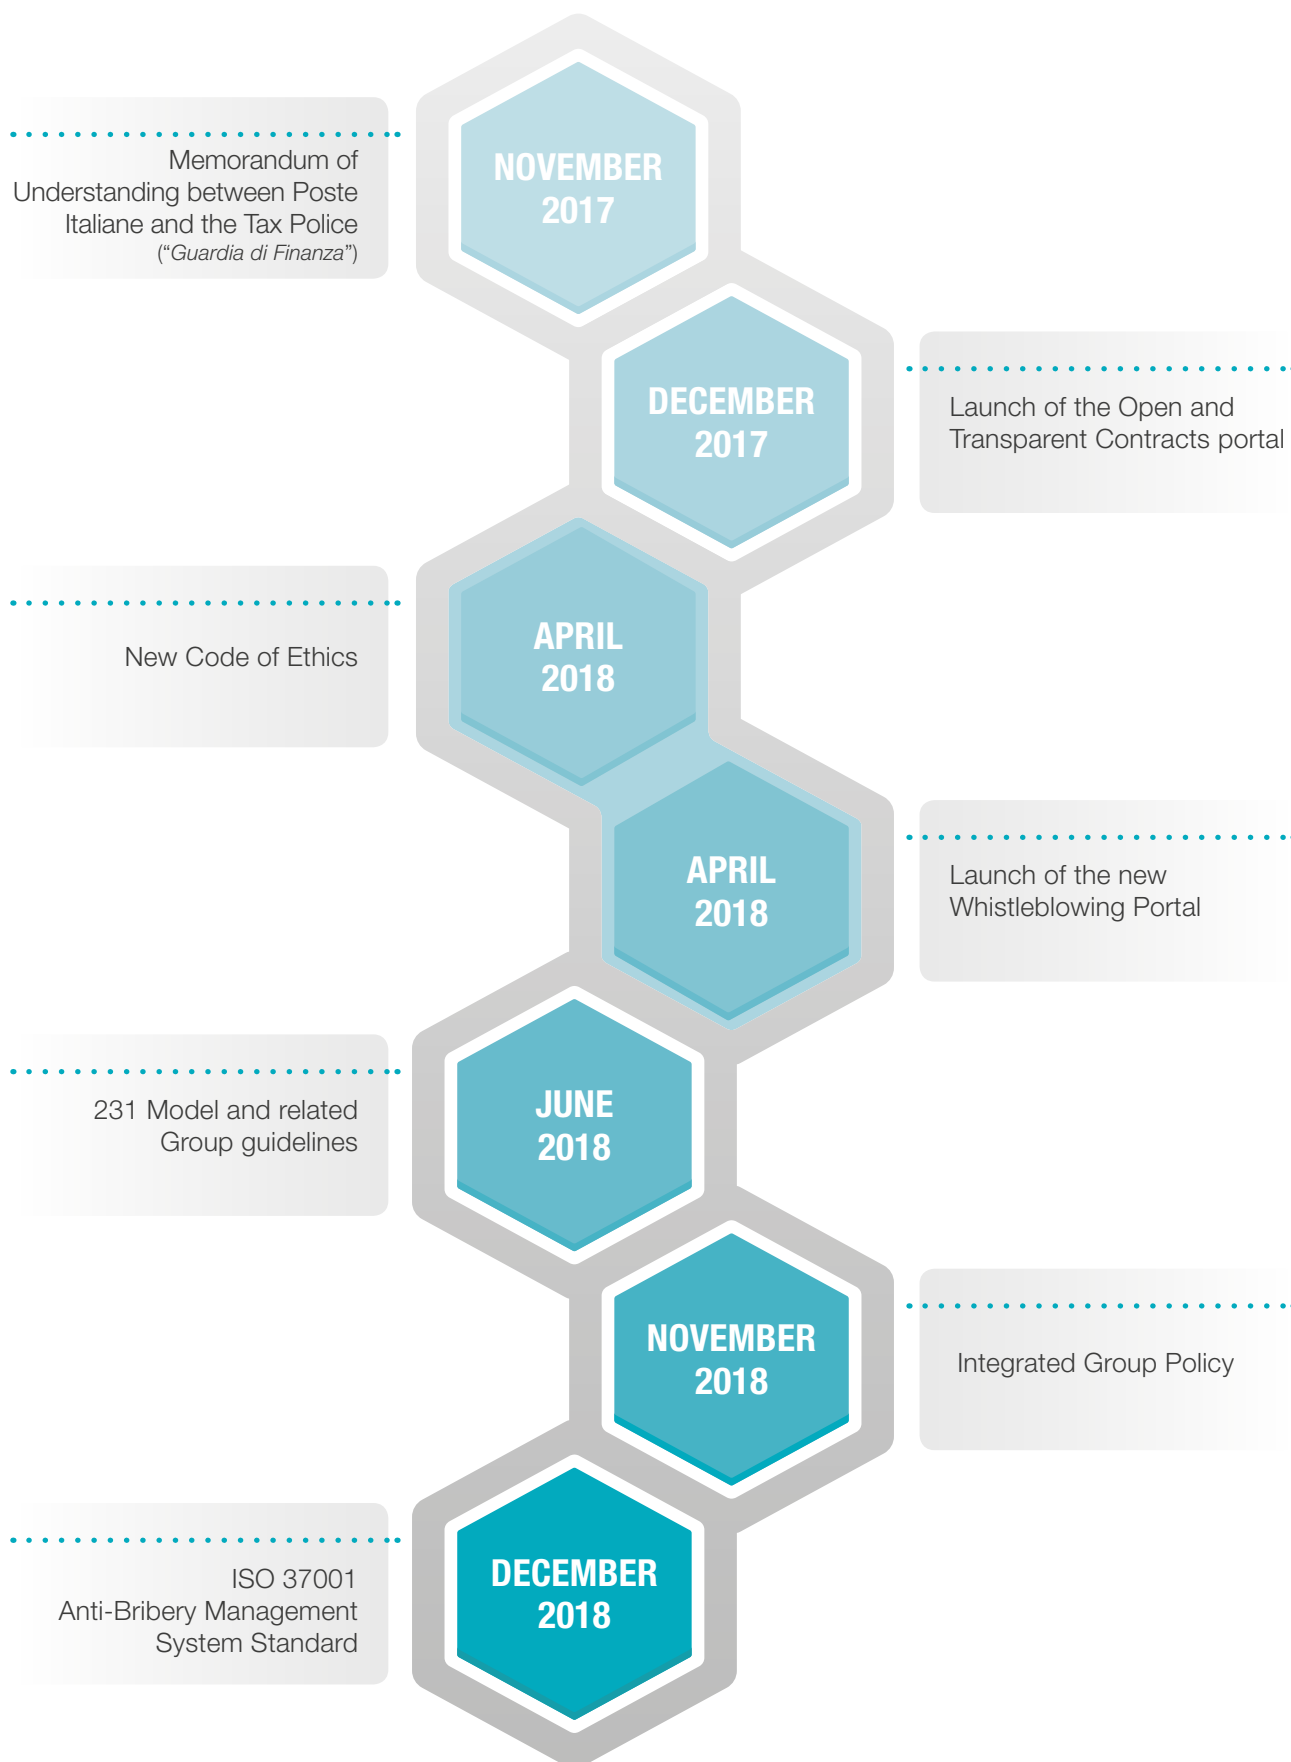 NOVEMBER
2017
Memorandum of
Understanding between Poste
Italiane and the Tax Police
(“Guardia di Finanza”)
DECEMBER
2017
Launch of the Open and
Transparent Contracts portal
APRIL
2018
New Code of Ethics
APRIL
2018
Launch of the new
Whistleblowing Portal
JUNE
2018
231 Model and related
Group guidelines
NOVEMBER
2018
Integrated Group Policy
DECEMBER
2018
ISO 37001
Anti-Bribery Management
System Standard